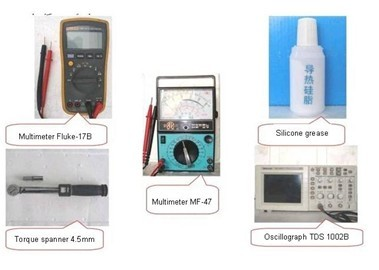 Multimeter Fluke-17B
导热硅脂
Silicone grease
Multimeter MF-47
Torque spanner 4.5mm
Oscillograph TDS 1002B